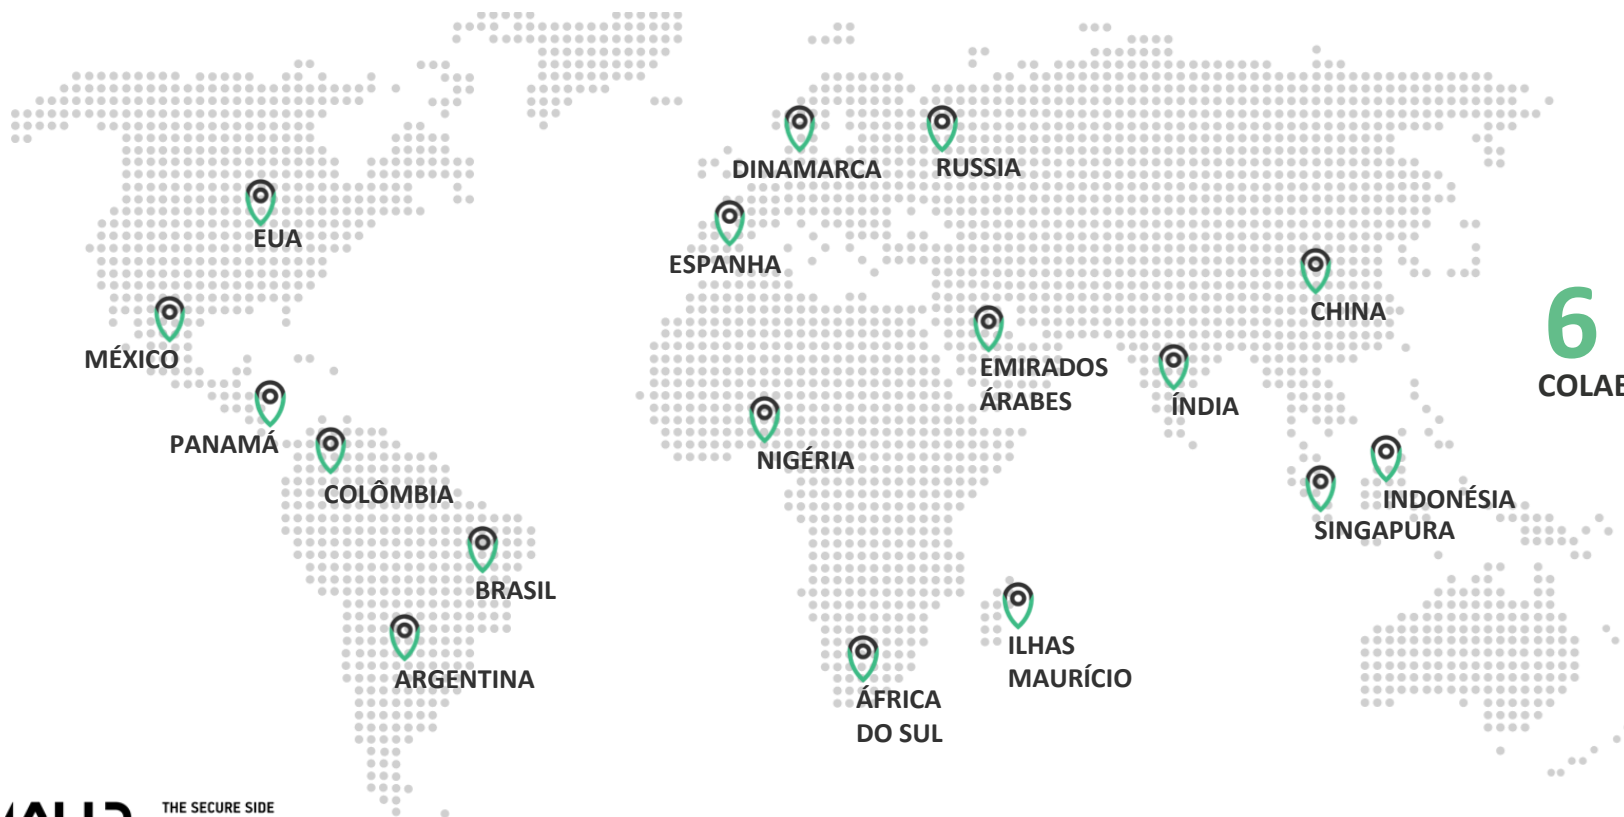 DINAMARCA
RUSSIA
EUA
ESPANHA
CHINA
6
MÉXICO
EMIRADOS
ÁRABES
ÍNDIA
PANAMÁ
NIGÉRIA
COLÔMBIA
INDONÉSIA
SINGAPURA
BRASIL
ILHAS
MAURÍCIO
ARGENTINA
ÁFRICA
DO SUL
THE SECURE SIDE